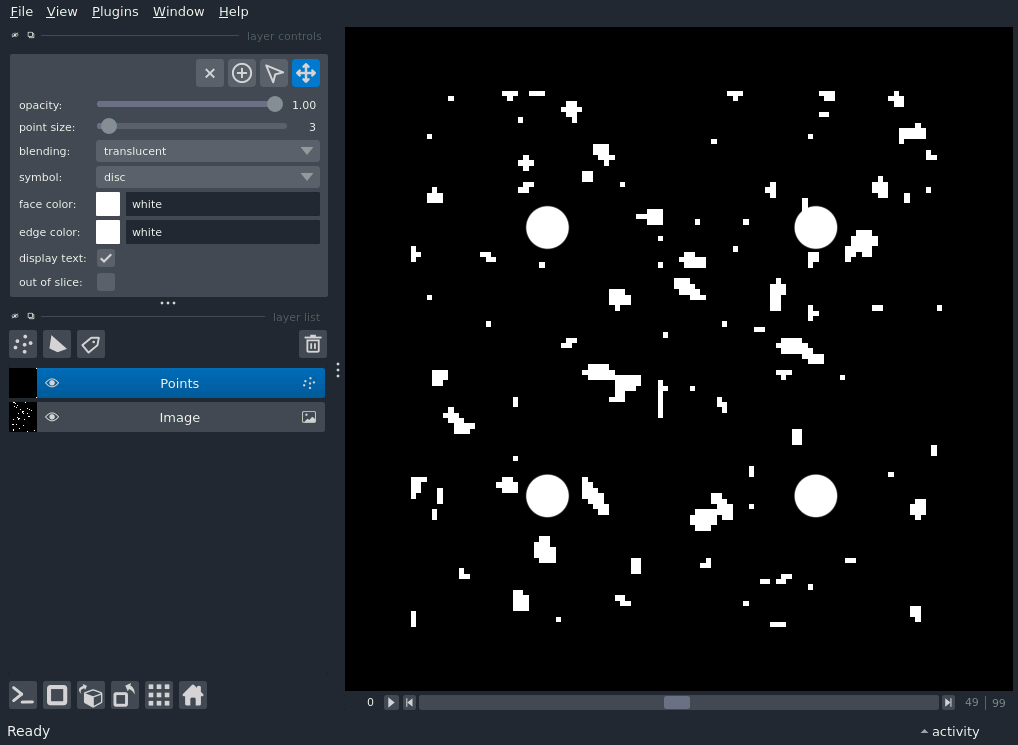 File View Plugins Window Help
layer controls
opacity: 1.00
point size: 3
blending: translucent
symbol: disc
face color: white
edge color: white
display text:
out of slice:
layer list
Points
Image
0 49 99
Ready activity